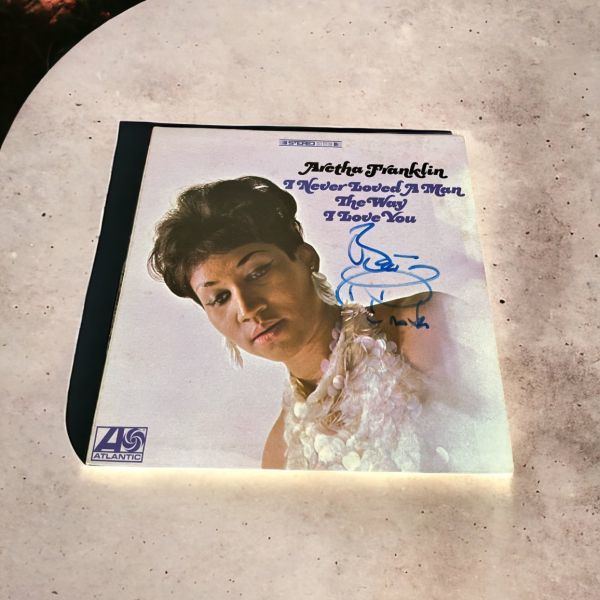 STEREO
Aretha Franklin
I Never Loved A Man
The Way
I Love You
ATLANTIC